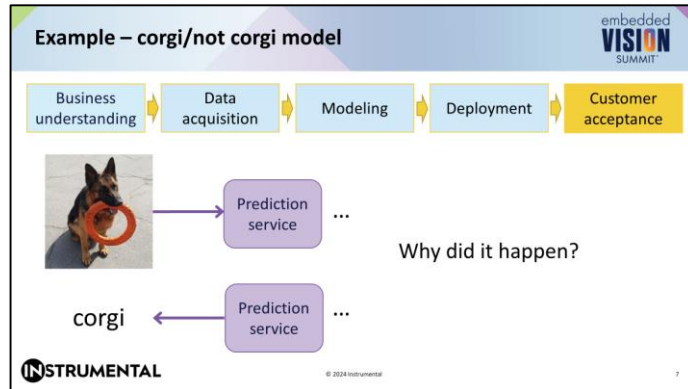 Example – corgi/not corgi model
embedded
VISION
SUMMIT™
Business
understanding
Data
acquisition
Modeling
Deployment
Customer
acceptance
Prediction
service
...
Why did it happen?
corgi
Prediction
service
...
INSTRUMENTAL
© 2024 Instrumental
7